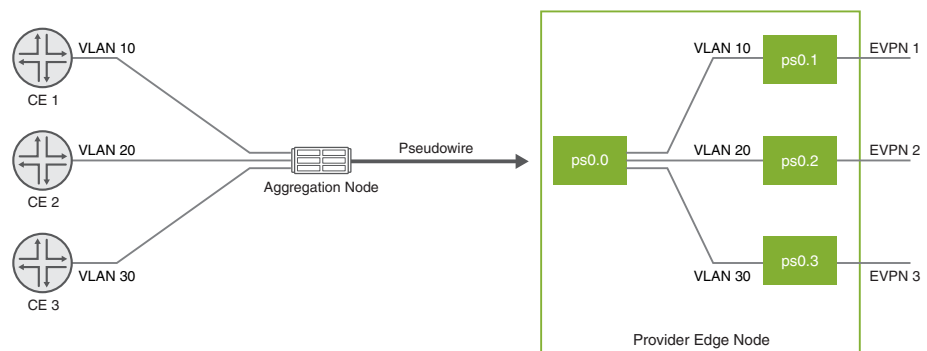 VLAN 10
CE 1
VLAN 20
CE 2
VLAN 30
CE 3
Aggregation Node
Pseudowire
ps0.0
VLAN 10
ps0.1
EVPN 1
VLAN 20
ps0.2
EVPN 2
VLAN 30
ps0.3
EVPN 3
Provider Edge Node